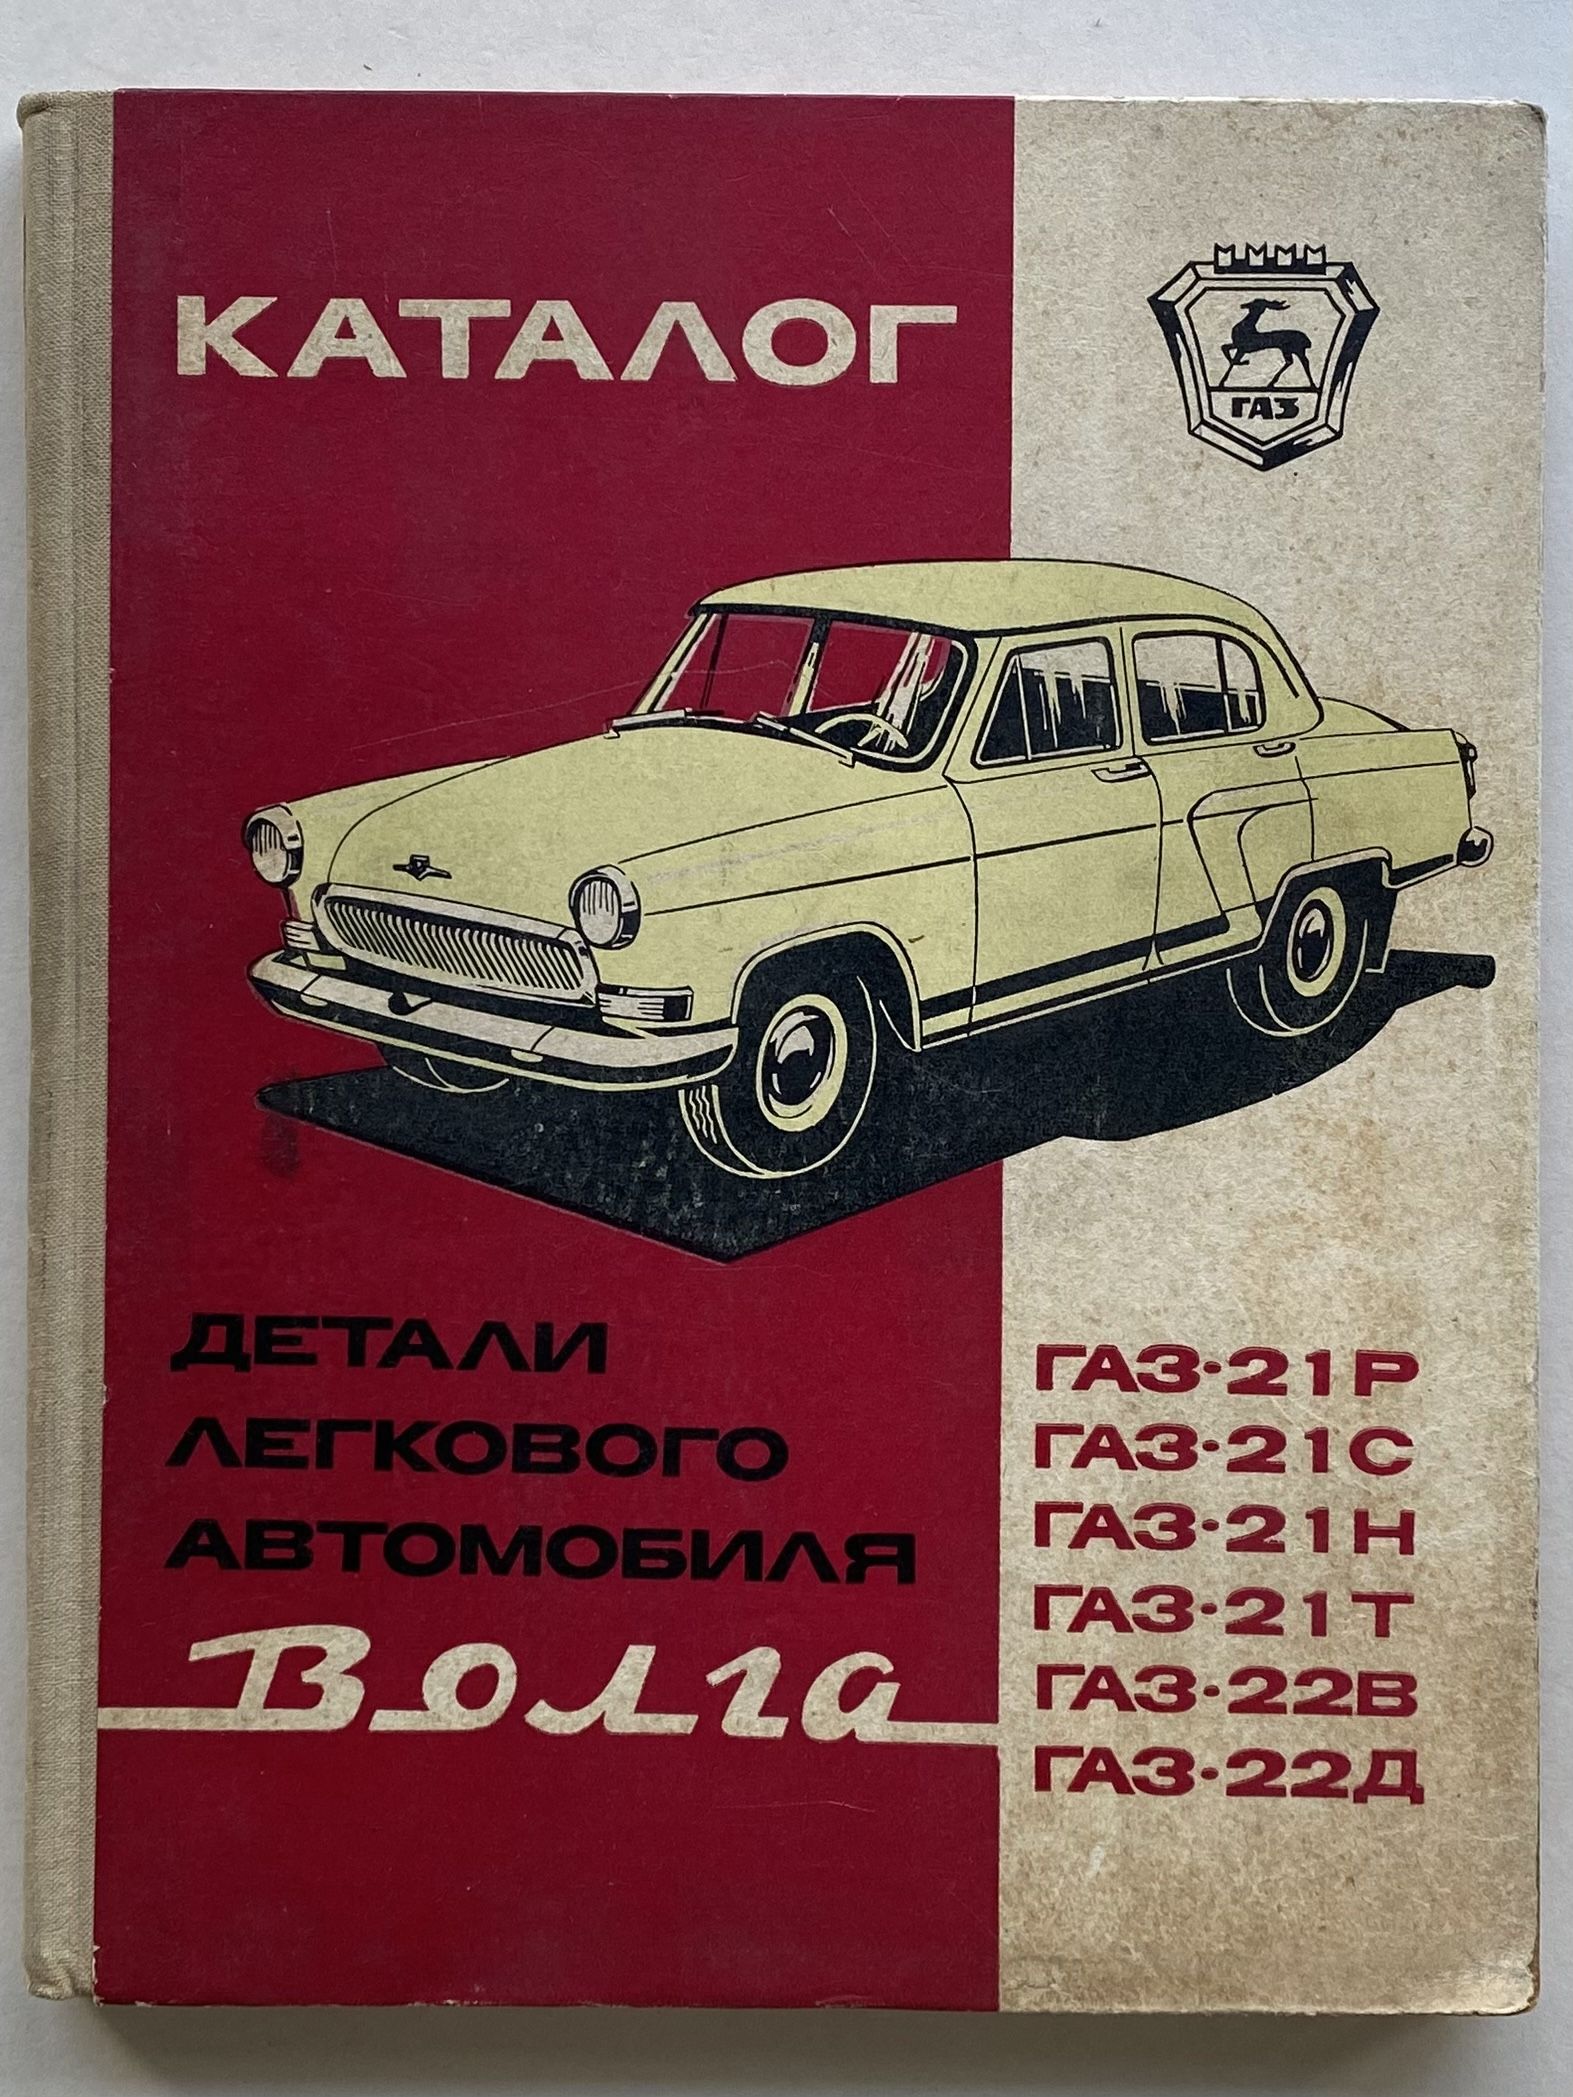 КАТАЛОГ
ГАЗ
ДЕТАЛИ
ЛЕГКОВОГО
АВТОМОБИЛЯ
Волга
ГАЗ·21Р
ГАЗ·21С
ГАЗ·21Н
ГАЗ·21Т
ГАЗ·22В
ГАЗ·22Д